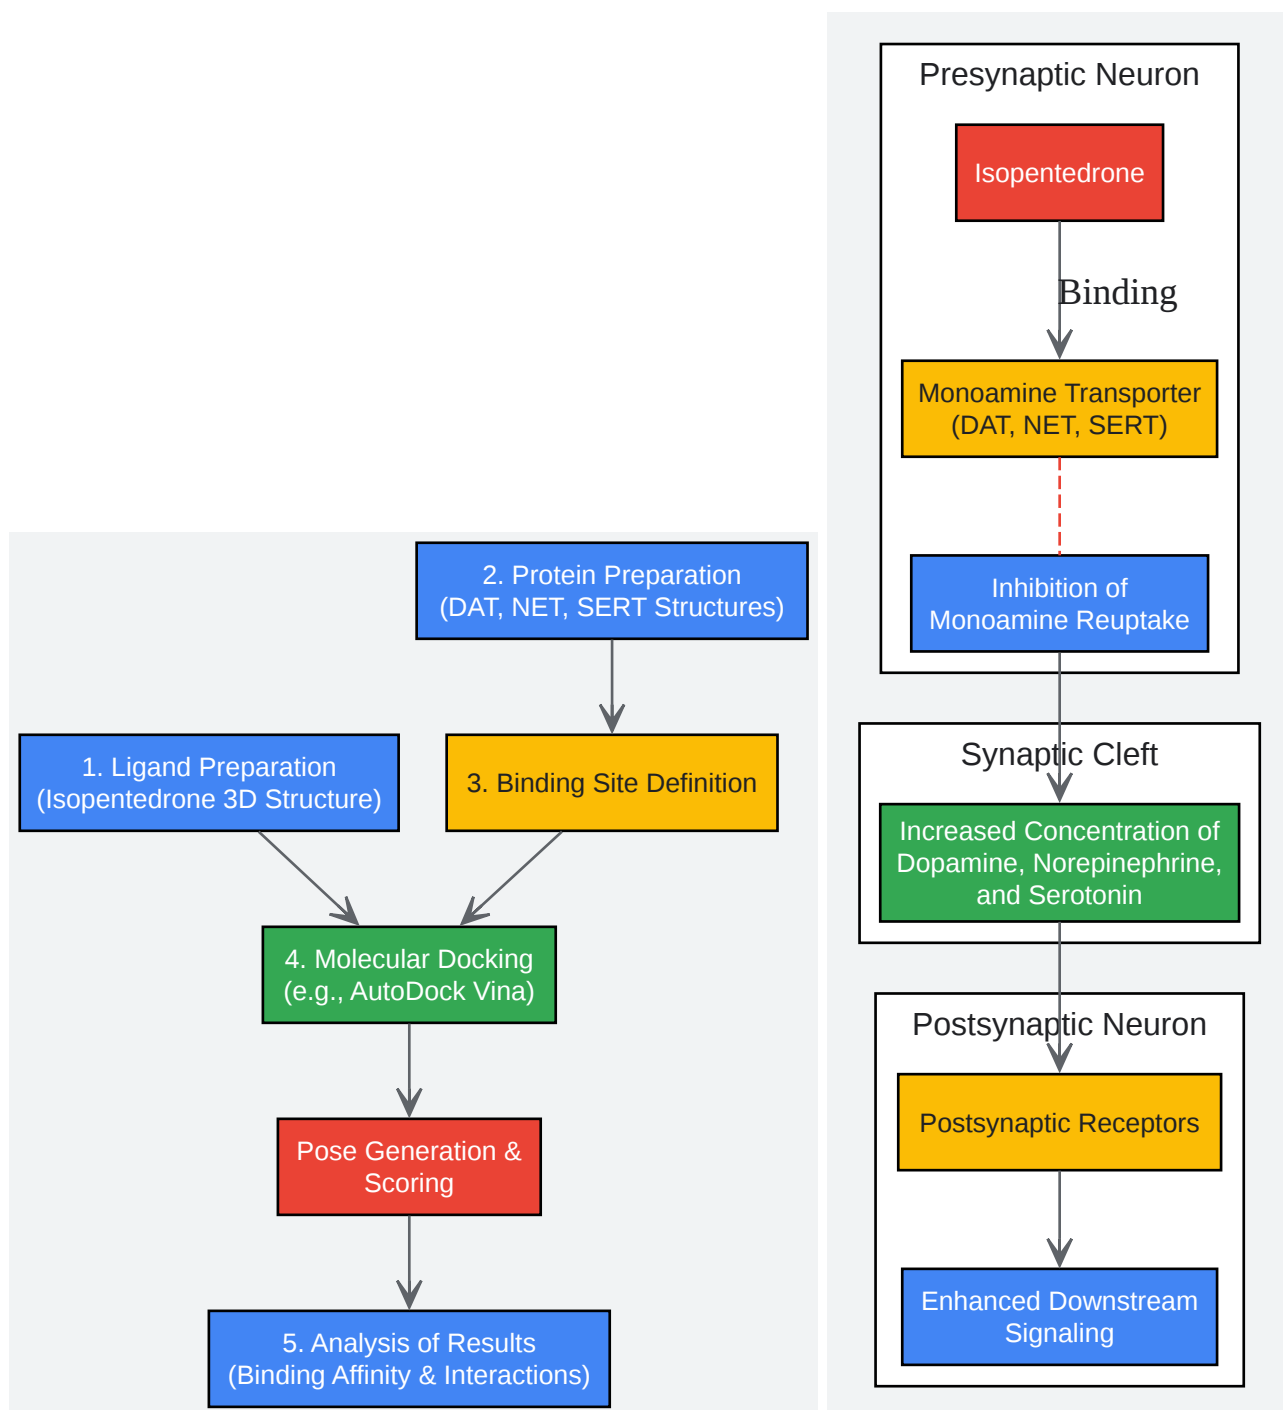 2. Protein Preparation
(DAT, NET, SERT Structures)
1. Ligand Preparation
(Isopentedrone 3D Structure)
3. Binding Site Definition
4. Molecular Docking
(e.g., AutoDock Vina)
Pose Generation &
Scoring
5. Analysis of Results
(Binding Affinity & Interactions)
Presynaptic Neuron
Isopentedrone
Binding
Monoamine Transporter
(DAT, NET, SERT)
Inhibition of
Monoamine Reuptake
Synaptic Cleft
Increased Concentration of
Dopamine, Norepinephrine,
and Serotonin
Postsynaptic Neuron
Postsynaptic Receptors
Enhanced Downstream
Signaling